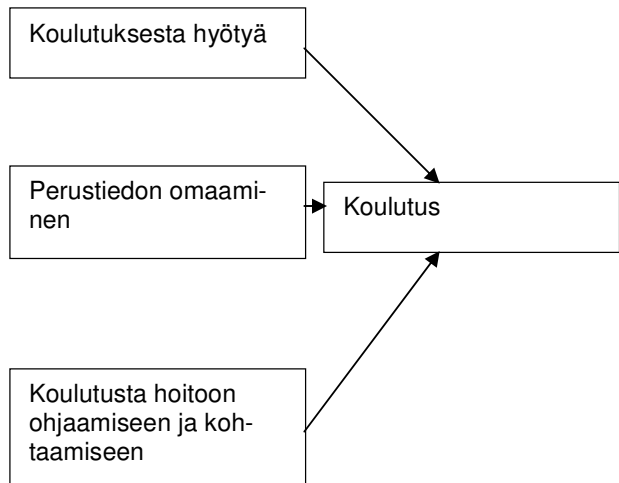 Koulutuksesta hyötyä
Perustiedon omaami-
nen
Koulutus
Koulutusta hoitoon
ohjaamiseen ja koh-
taamiseen